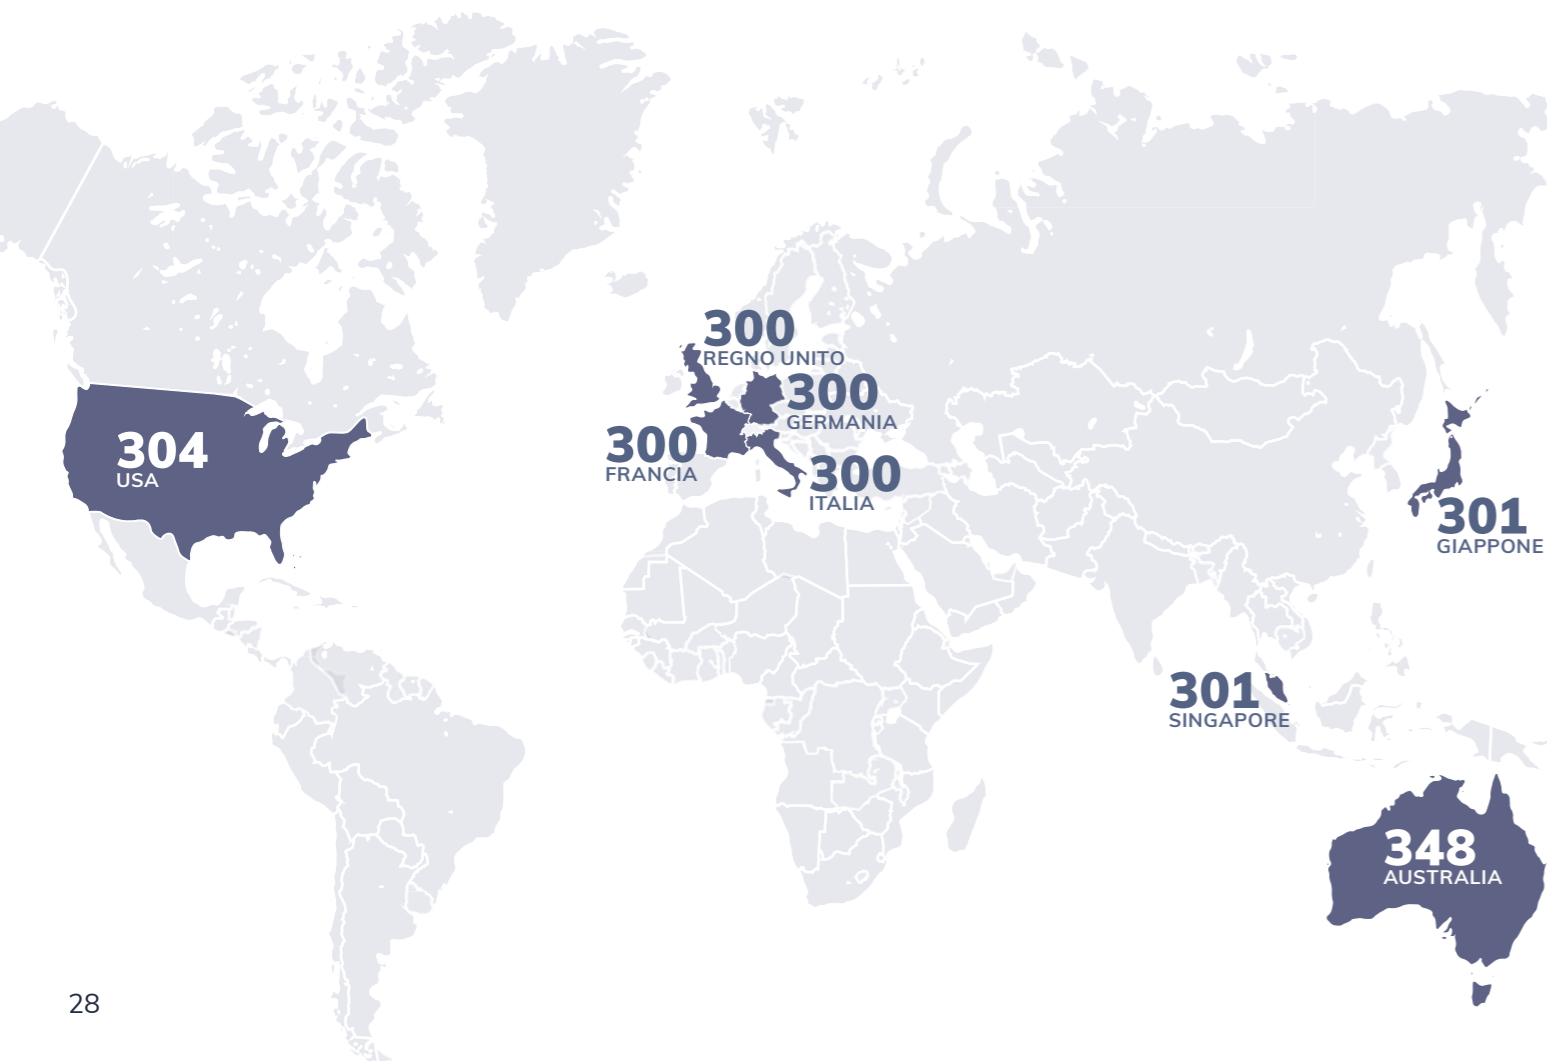 300
REGNO UNITO
300
GERMANIA
304
USA
300
FRANCIA
300
ITALIA
301
GIAPPONE
301
SINGAPORE
348
AUSTRALIA
28